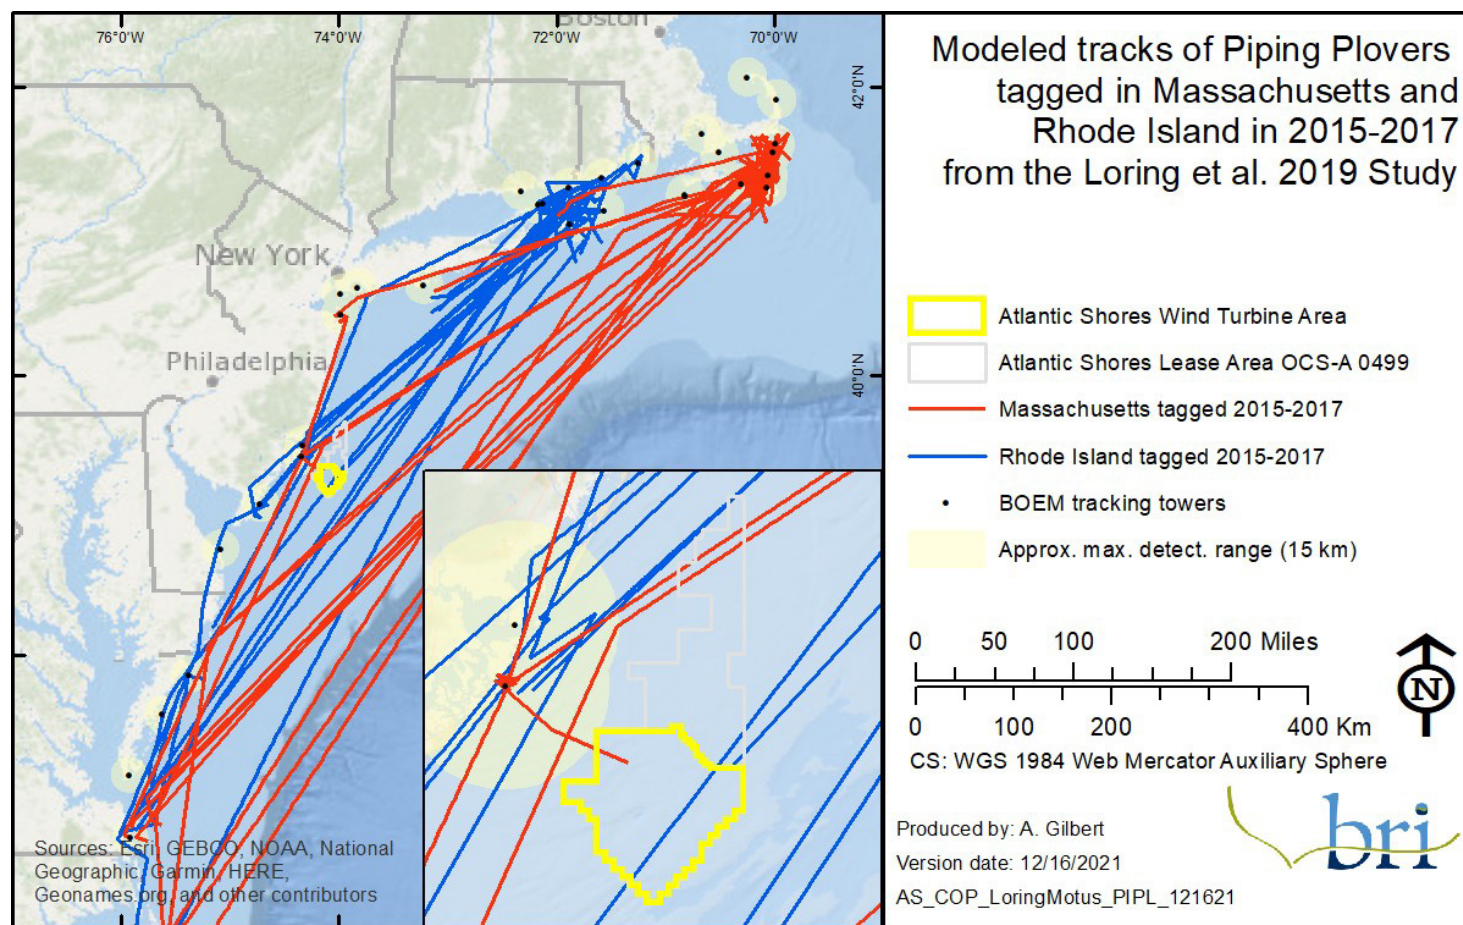 76°0'W
74°0'W
72°0'W
70°0'W
Boston
42°0'N
New York
Philadelphia
40°0'N
Sources: Esri, GEBCO, NOAA, National
Geographic, Garmin, HERE,
Geonames.org, and other contributors
Modeled tracks of Piping Plovers
tagged in Massachusetts and
Rhode Island in 2015-2017
from the Loring et al. 2019 Study
Atlantic Shores Wind Turbine Area
Atlantic Shores Lease Area OCS-A 0499
Massachusetts tagged 2015-2017
Rhode Island tagged 2015-2017
BOEM tracking towers
Approx. max. detect. range (15 km)
0 50 100 200 Miles
0 100 200 400 Km
N
CS: WGS 1984 Web Mercator Auxiliary Sphere
Produced by: A. Gilbert
Version date: 12/16/2021
AS_COP_LoringMotus_PIPL_121621
bri